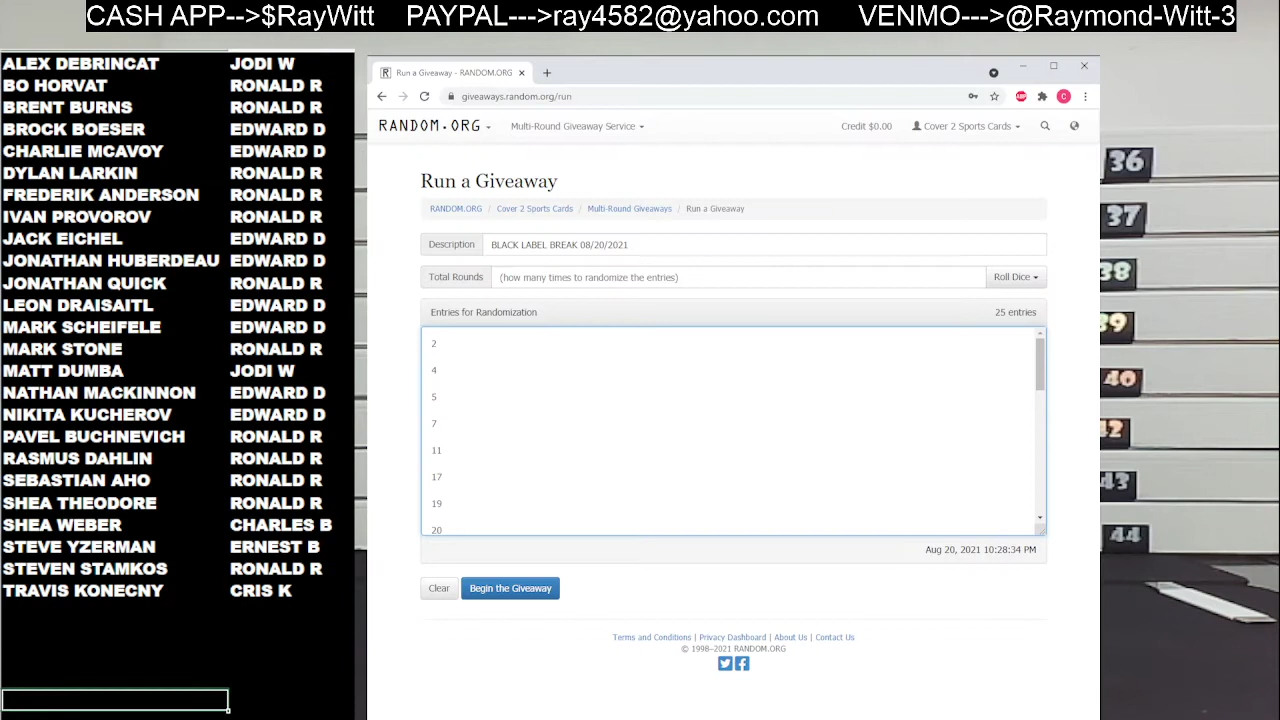 CASH APP-->$RayWitt PAYPAL--->ray4582@yahoo.com VENMO--->@Raymond-Witt-3
ALEX DEBRINCAT JODI W
BO HORVAT RONALD R
BRENT BURNS RONALD R
BROCK BOESER EDWARD D
CHARLIE MCAVOY EDWARD D
DYLAN LARKIN RONALD R
FREDERIK ANDERSON RONALD R
IVAN PROVOROV RONALD R
JACK EICHEL EDWARD D
JONATHAN HUBERDEAU EDWARD D
JONATHAN QUICK RONALD R
LEON DRAISAITL EDWARD D
MARK SCHEIFELE EDWARD D
MARK STONE RONALD R
MATT DUMBA JODI W
NATHAN MACKINNON EDWARD D
NIKITA KUCHEROV EDWARD D
PAVEL BUCHNEVICH RONALD R
RASMUS DAHLIN RONALD R
SEBASTIAN AHO RONALD R
SHEA THEODORE RONALD R
SHEA WEBER CHARLES B
STEVE YZERMAN ERNEST B
STEVEN STAMKOS RONALD R
TRAVIS KONECNY CRIS K
Run a Giveaway - RANDOM.ORG
giveaways.random.org/run
RANDOM.ORG Multi-Round Giveaway Service Credit $0.00 Cover 2 Sports Cards
Run a Giveaway
RANDOM.ORG / Cover 2 Sports Cards / Multi-Round Giveaways / Run a Giveaway
Description BLACK LABEL BREAK 08/20/2021
Total Rounds (how many times to randomize the entries) Roll Dice
Entries for Randomization 25 entries
2
4
5
7
11
17
19
20
Aug 20, 2021 10:28:34 PM
Clear Begin the Giveaway
Terms and Conditions | Privacy Dashboard | About Us | Contact Us
© 1998–2021 RANDOM.ORG
36
37
38
39
40
42
43
44